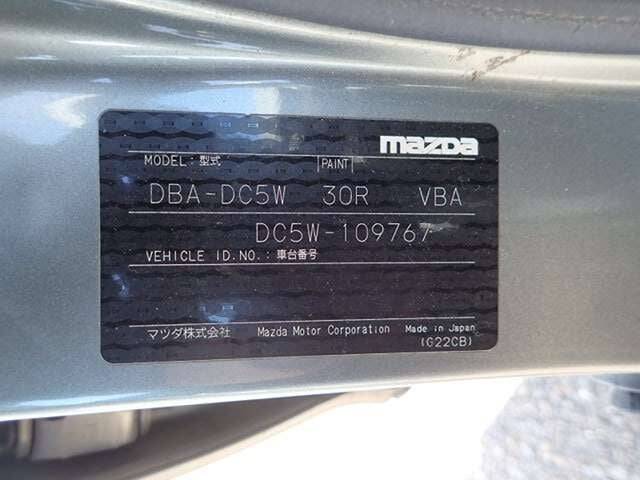 mazda
MODEL:型式 PAINT
DBA-DC5W 30R VBA
DC5W-109767
VEHICLE ID.NO.:車台番号
マツダ株式会社 Mazda Motor Corporation Made in Japan
(G22CB)